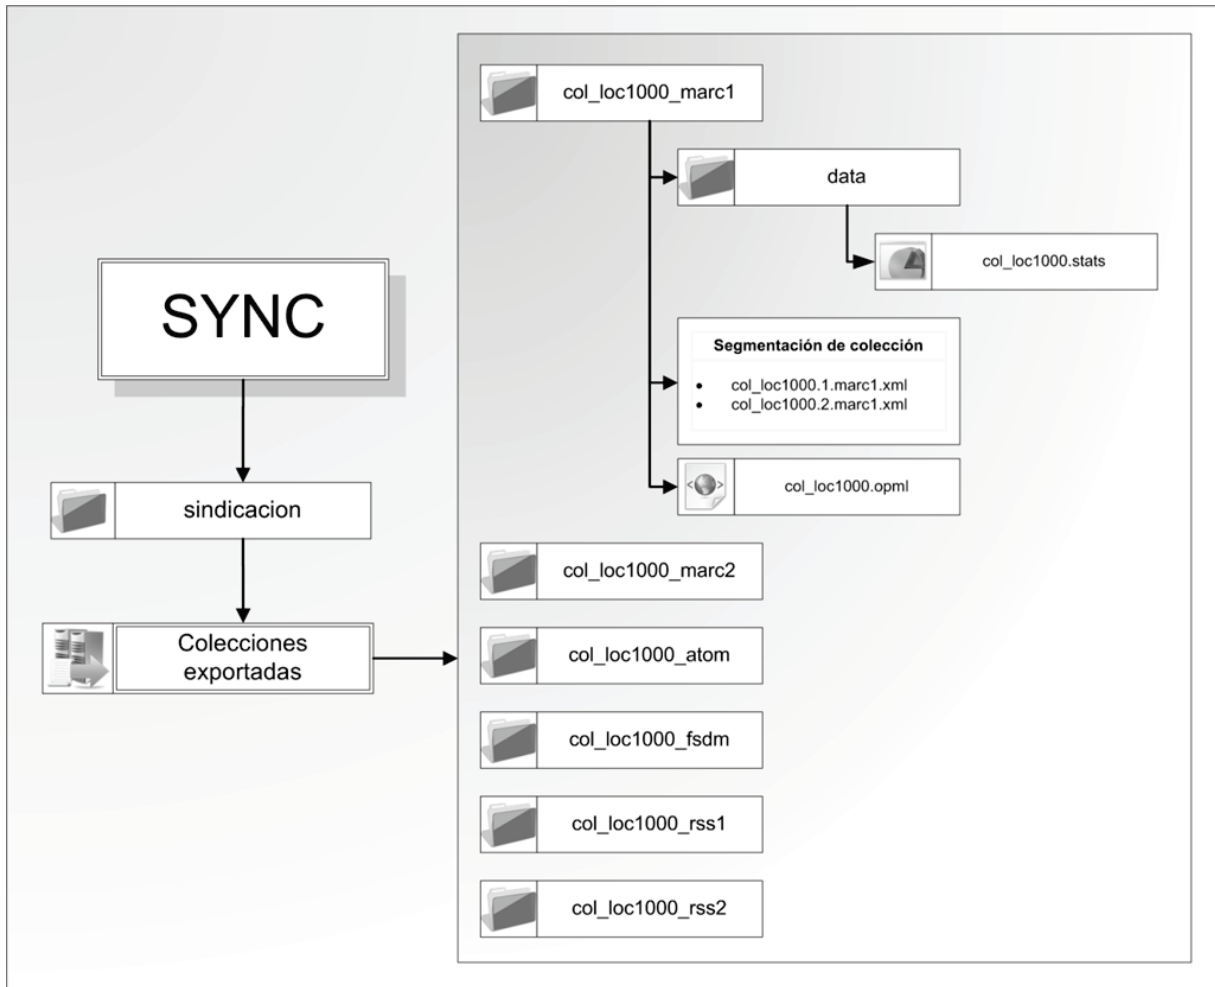 SYNC
sindicacion
Colecciones
exportadas
col_loc1000_marc1
data
col_loc1000.stats
Segmentación de colección
• col_loc1000.1.marc1.xml
• col_loc1000.2.marc1.xml
col_loc1000.opml
col_loc1000_marc2
col_loc1000_atom
col_loc1000_fsdm
col_loc1000_rss1
col_loc1000_rss2